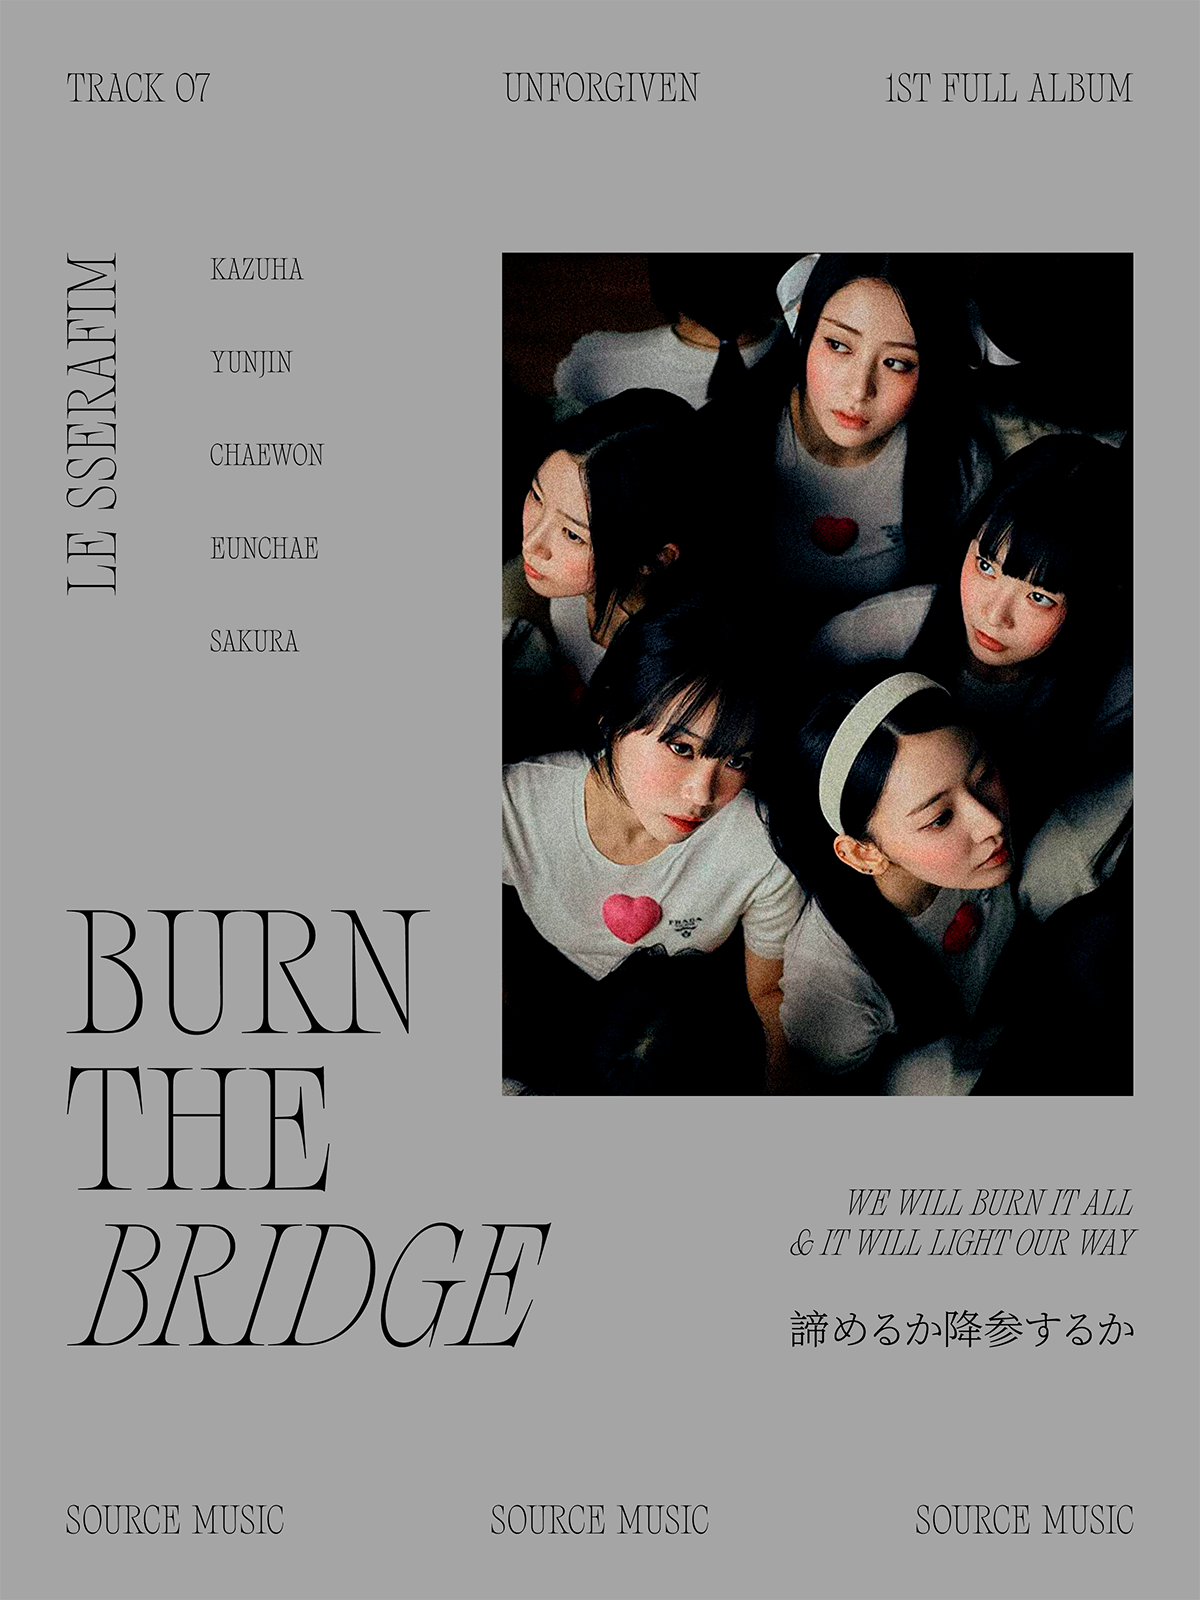 TRACK 07
UNFORGIVEN
1ST FULL ALBUM
LE SSERAFIM
KAZUHA
YUNJIN
CHAEWON
EUNCHAE
SAKURA
PRADA
BURN
THE
BRIDGE
WE WILL BURN IT ALL
& IT WILL LIGHT OUR WAY
諦めるか降参するか
SOURCE MUSIC
SOURCE MUSIC
SOURCE MUSIC